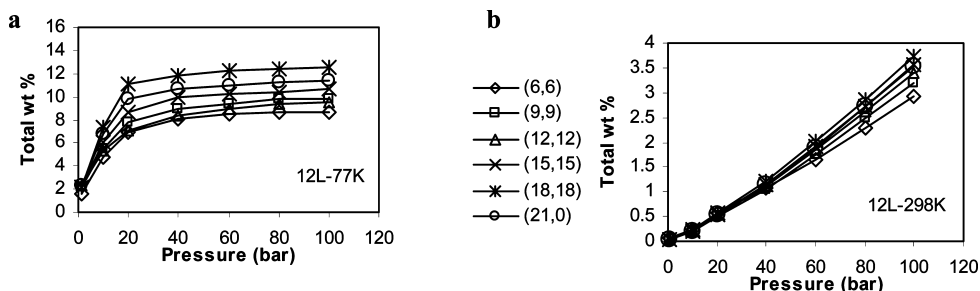 a
16
14
12
10
8
6
4
2
0
Total wt %
0 20 40 60 80 100 120
Pressure (bar)
12L-77K
(6,6)
(9,9)
(12,12)
(15,15)
(18,18)
(21,0)
b
4
3.5
3
2.5
2
1.5
1
0.5
0
Total wt %
0 20 40 60 80 100 120
Pressure (bar)
12L-298K